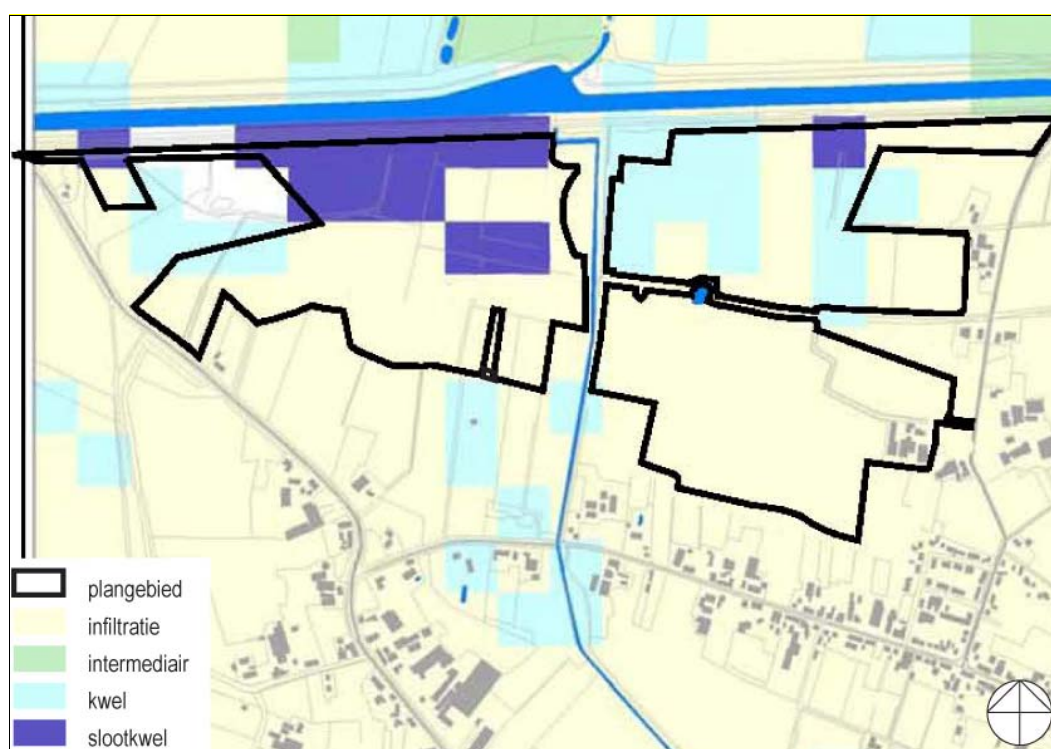 plangebied
infiltratie
intermediair
kwel
slootkwel